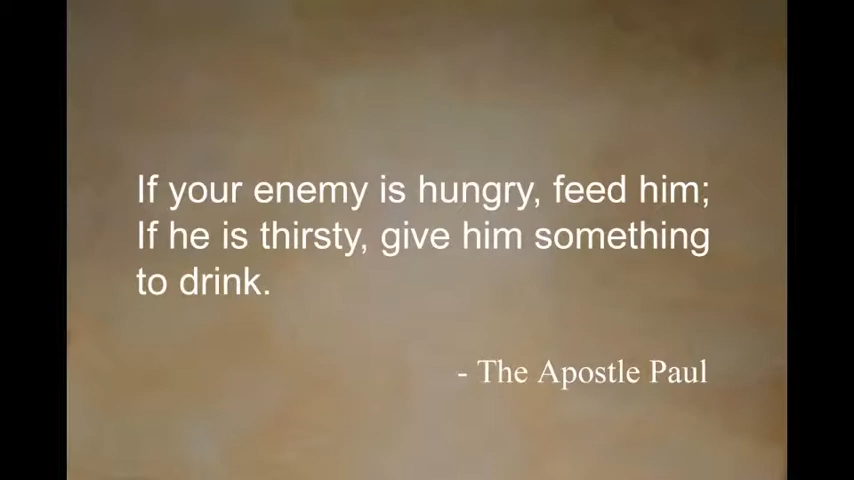 If your enemy is hungry, feed him;
If he is thirsty, give him something
to drink.
- The Apostle Paul